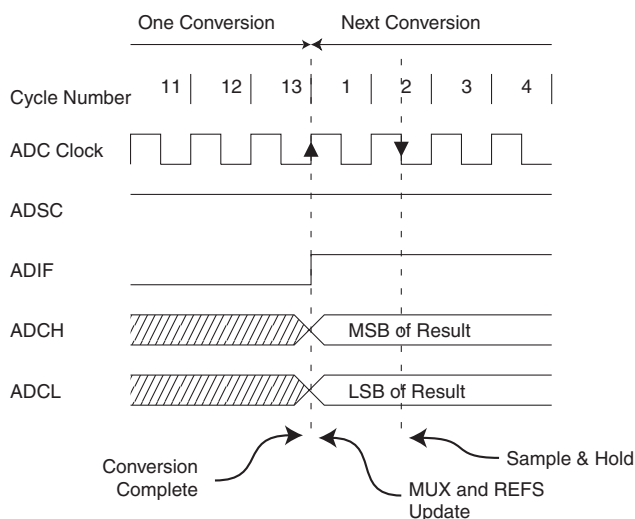 One Conversion Next Conversion
Cycle Number 11 12 13 1 2 3 4
ADC Clock
ADSC
ADIF
ADCH MSB of Result
ADCL LSB of Result
Conversion
Complete
MUX and REFS
Update
Sample & Hold